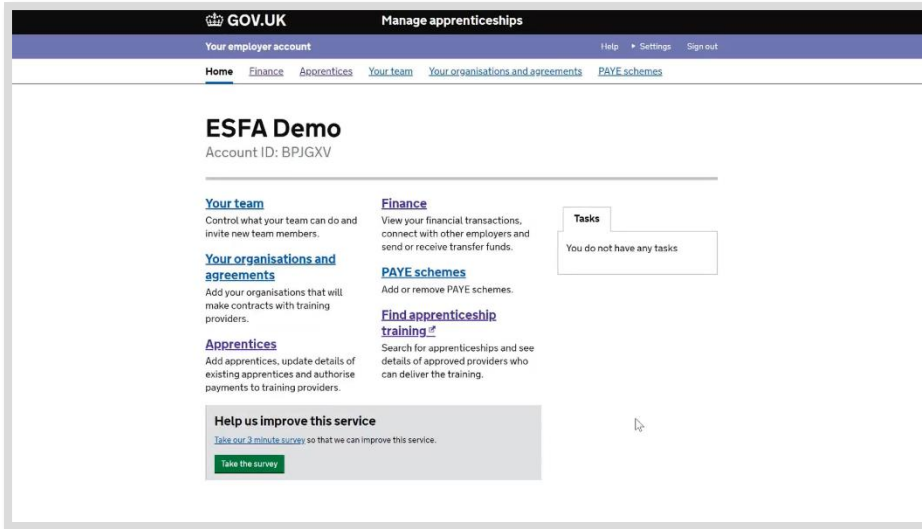 GOV.UK Manage apprenticeships
Your employer account Help Settings Sign out
Home Finance Apprentices Your team Your organisations and agreements PAYE schemes
ESFA Demo
Account ID: BPJGXV
Your team
Control what your team can do and
invite new team members.
Your organisations and
agreements
Add your organisations that will
make contracts with training
providers.
Apprentices
Add apprentices, update details of
existing apprentices and authorise
payments to training providers.
Finance
View your financial transactions,
connect with other employers and
send or receive transfer funds.
PAYE schemes
Add or remove PAYE schemes.
Find apprenticeship
training
Search for apprenticeships and see
details of approved providers who
can deliver the training.
Tasks
You do not have any tasks
Help us improve this service
Take our 3 minute survey so that we can improve this service.
Take the survey